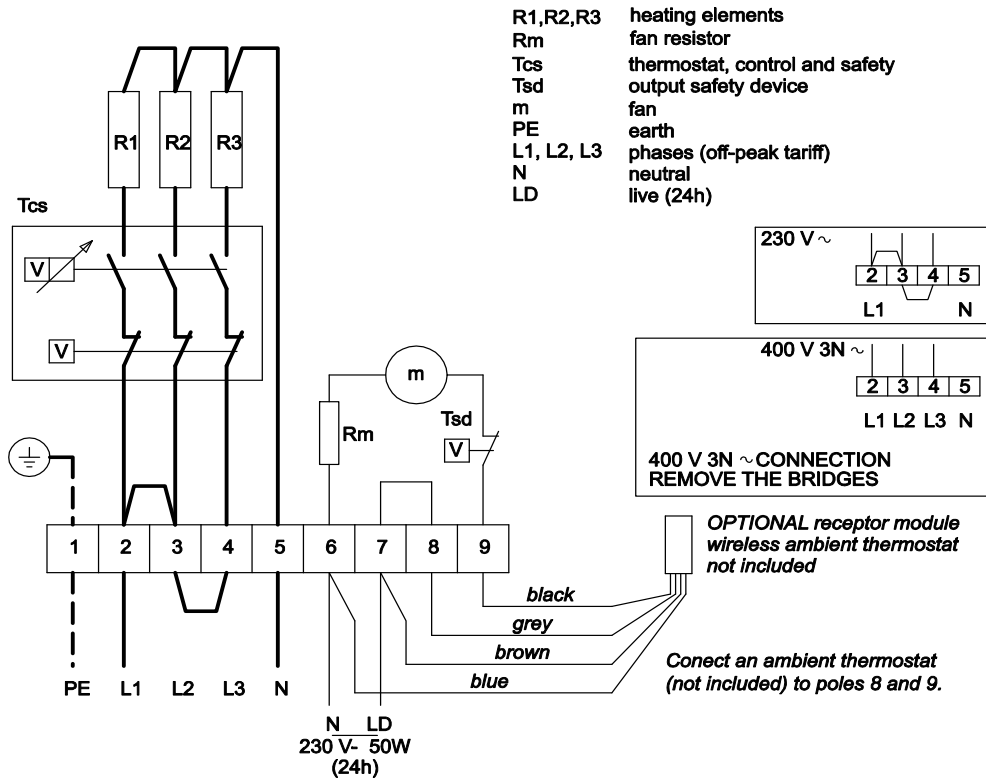 R1,R2,R3 heating elements
Rm fan resistor
Tcs thermostat, control and safety
Tsd output safety device
m fan
PE earth
L1, L2, L3 phases (off-peak tariff)
N neutral
LD live (24h)
R1 R2 R3
Tcs
V
V
230 V ~
2 3 4 5
L1 N
400 V 3N ~
2 3 4 5
L1 L2 L3 N
400 V 3N ~ CONNECTION
REMOVE THE BRIDGES
m
Rm
Tsd
V
1 2 3 4 5 6 7 8 9
OPTIONAL receptor module
wireless ambient thermostat
not included
black
grey
brown
blue
Conect an ambient thermostat
(not included) to poles 8 and 9.
PE L1 L2 L3 N
N LD
230 V- 50W
(24h)